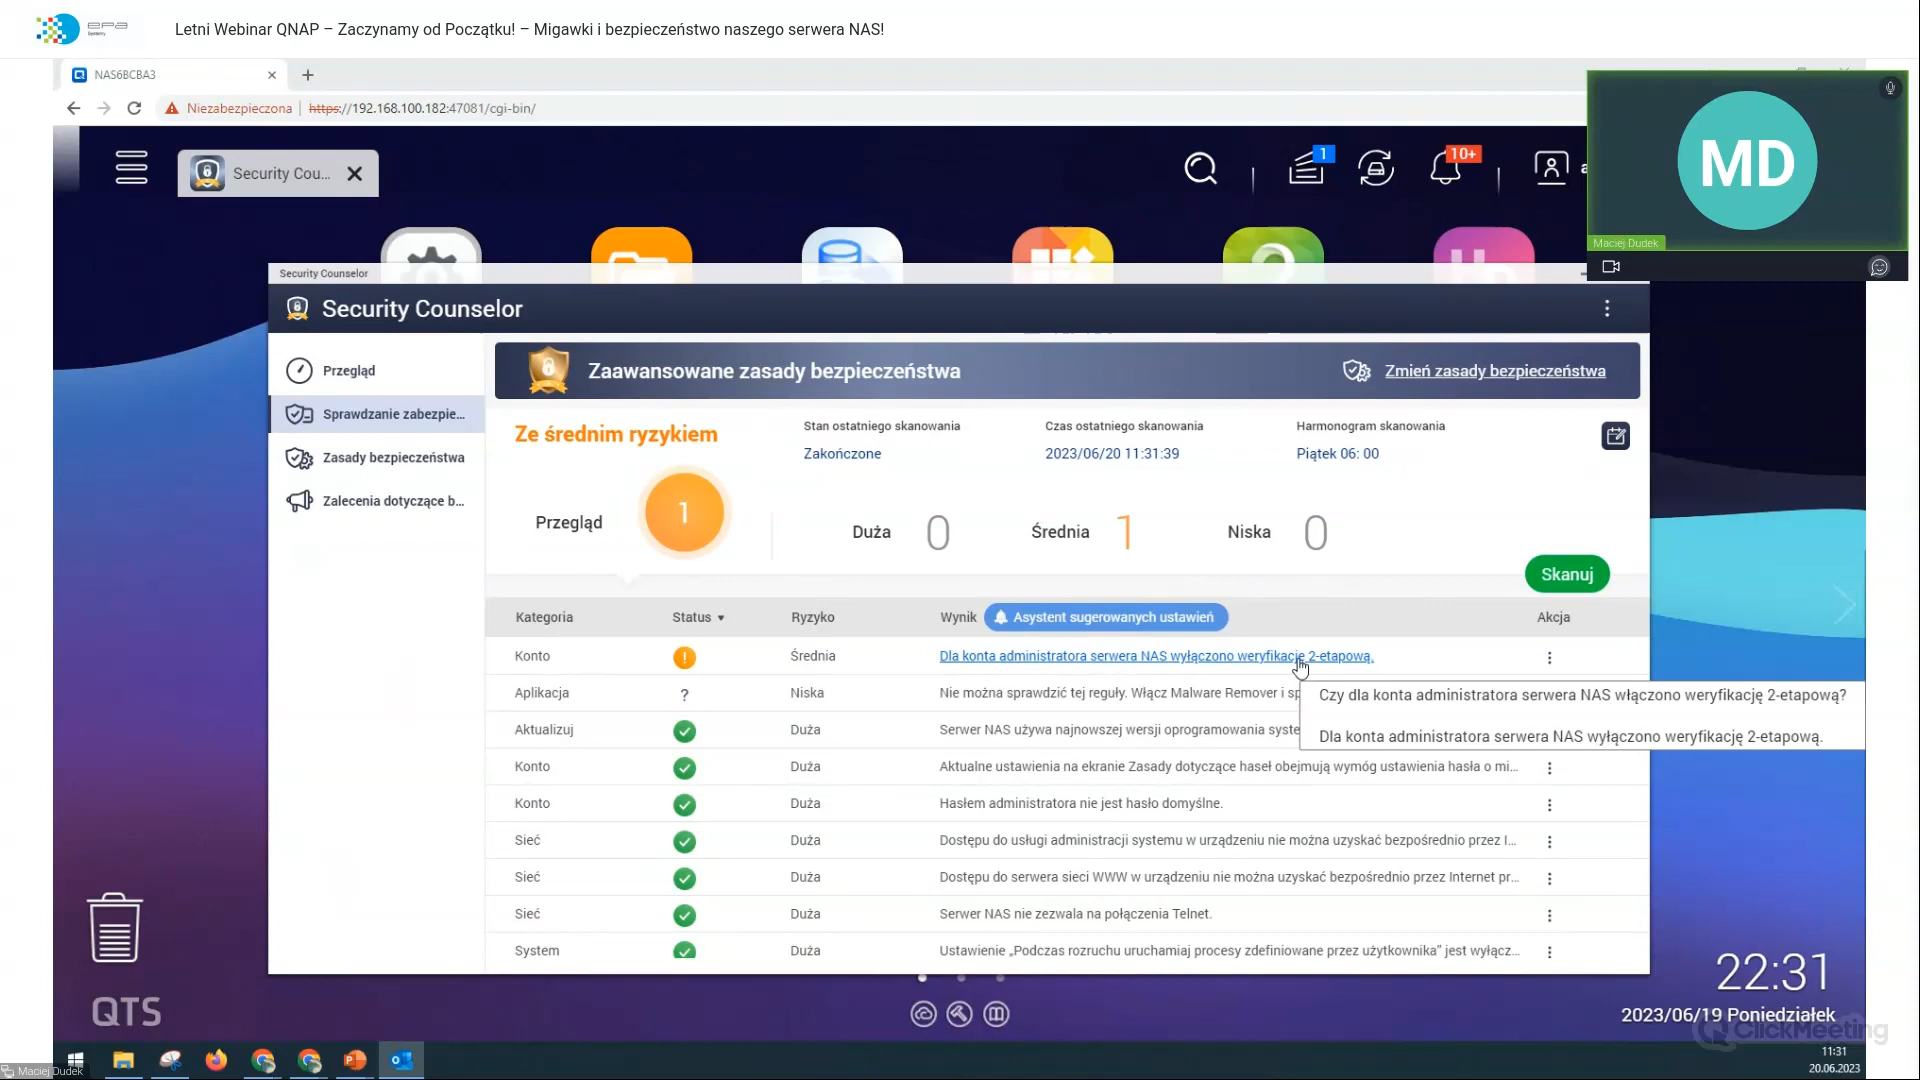 epa
Systemy
Letni Webinar QNAP – Zaczynamy od Początku! – Migawki i bezpieczeństwo naszego serwera NAS!
NAS6BCBA3
Niezabezpieczona
https://192.168.100.182:47081/cgi-bin/
Security Cou...
1
10+
MD
Maciej Dudek
Security Counselor
Security Counselor
Przegląd
Sprawdzanie zabezpie...
Zasady bezpieczeństwa
Zalecenia dotyczące b...
Zaawansowane zasady bezpieczeństwa
Zmień zasady bezpieczeństwa
Ze średnim ryzykiem
Stan ostatniego skanowania
Zakończone
Czas ostatniego skanowania
2023/06/20 11:31:39
Harmonogram skanowania
Piątek 06: 00
Przegląd
1
Duża 0
Średnia 1
Niska 0
Skanuj
Kategoria Status Ryzyko Wynik Asystent sugerowanych ustawień Akcja
Konto Średnia Dla konta administratora serwera NAS wyłączono weryfikację 2-etapową.
Aplikacja ? Niska Nie można sprawdzić tej reguły. Włącz Malware Remover i sp
Czy dla konta administratora serwera NAS włączono weryfikację 2-etapową?
Dla konta administratora serwera NAS wyłączono weryfikację 2-etapową.
Aktualizuj Duża Serwer NAS używa najnowszej wersji oprogramowania syste
Konto Duża Aktualne ustawienia na ekranie Zasady dotyczące haseł obejmują wymóg ustawienia hasła o mi...
Konto Duża Hasłem administratora nie jest hasło domyślne.
Sieć Duża Dostępu do usługi administracji systemu w urządzeniu nie można uzyskać bezpośrednio przez I...
Sieć Duża Dostępu do serwera sieci WWW w urządzeniu nie można uzyskać bezpośrednio przez Internet pr...
Sieć Duża Serwer NAS nie zezwala na połączenia Telnet.
System Duża Ustawienie „Podczas rozruchu uruchamiaj procesy zdefiniowane przez użytkownika” jest wyłącz...
QTS
22:31
2023/06/19 Poniedziałek
ClickMeeting
11:31
20.06.2023
Maciej Dudek